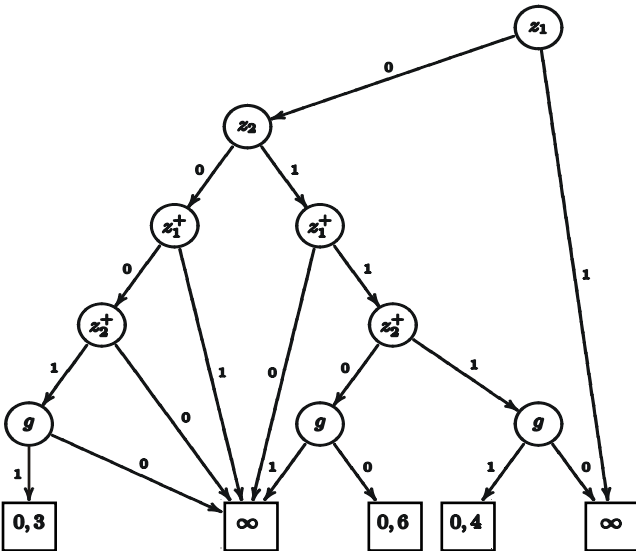 z₁
0
z₂
0 1
z₁⁺ z₁⁺
0 1 1
z₂⁺ z₂⁺
1 0 1 0 0 1
g g g
1 0 1 0 1 0
0, 3 ∞ 0, 6 0, 4 ∞